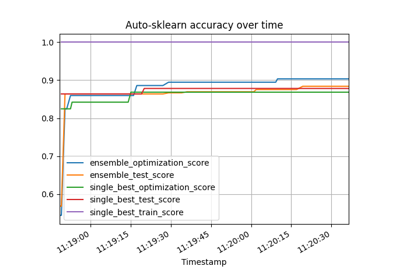 Auto-sklearn accuracy over time
1.0
0.9
0.8
0.7
0.6
ensemble_optimization_score
ensemble_test_score
single_best_optimization_score
single_best_test_score
single_best_train_score
11:19:00
11:19:15
11:19:30
11:19:45
11:20:00
11:20:15
11:20:30
Timestamp